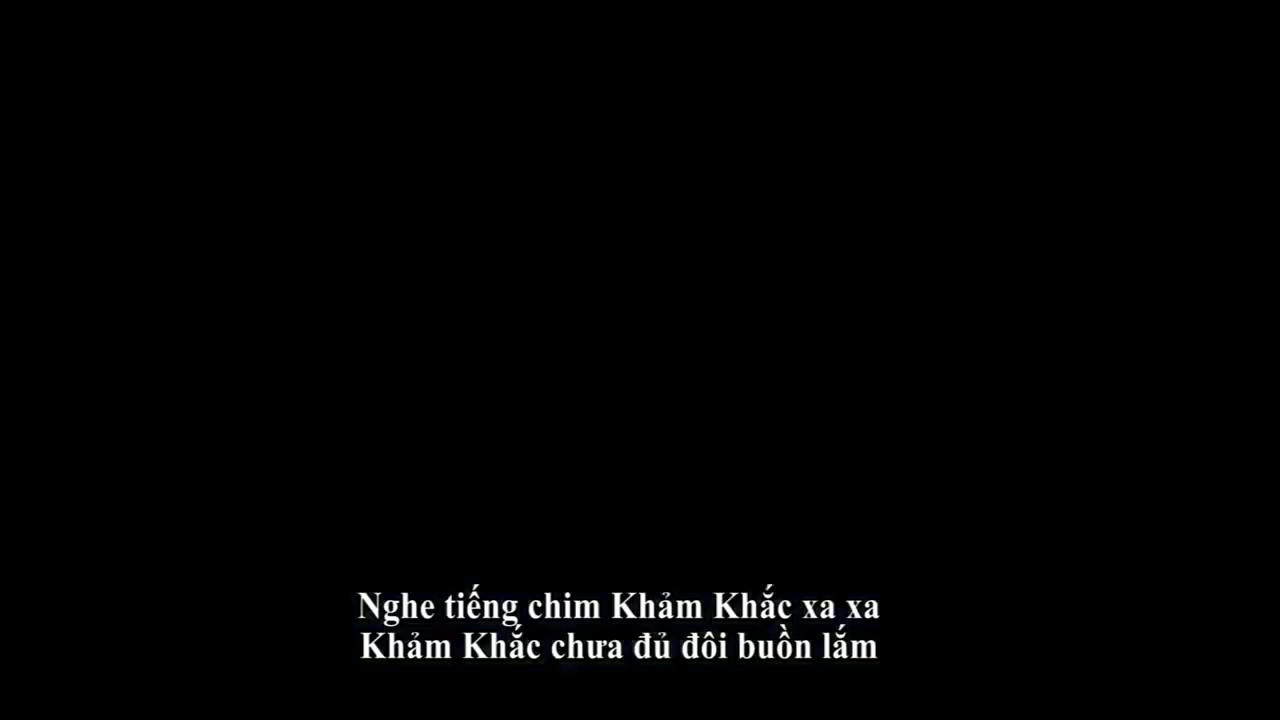 Nghe tiếng chim Khảm Khắc xa xa
Khảm Khắc chưa đủ đôi buồn lắm